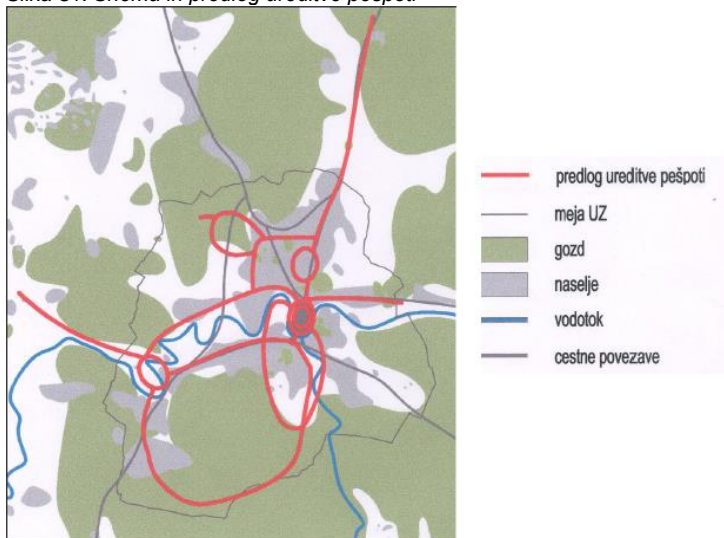 predlog ureditve pešpoti
meja UZ
gozd
naselje
vodotok
cestne povezave